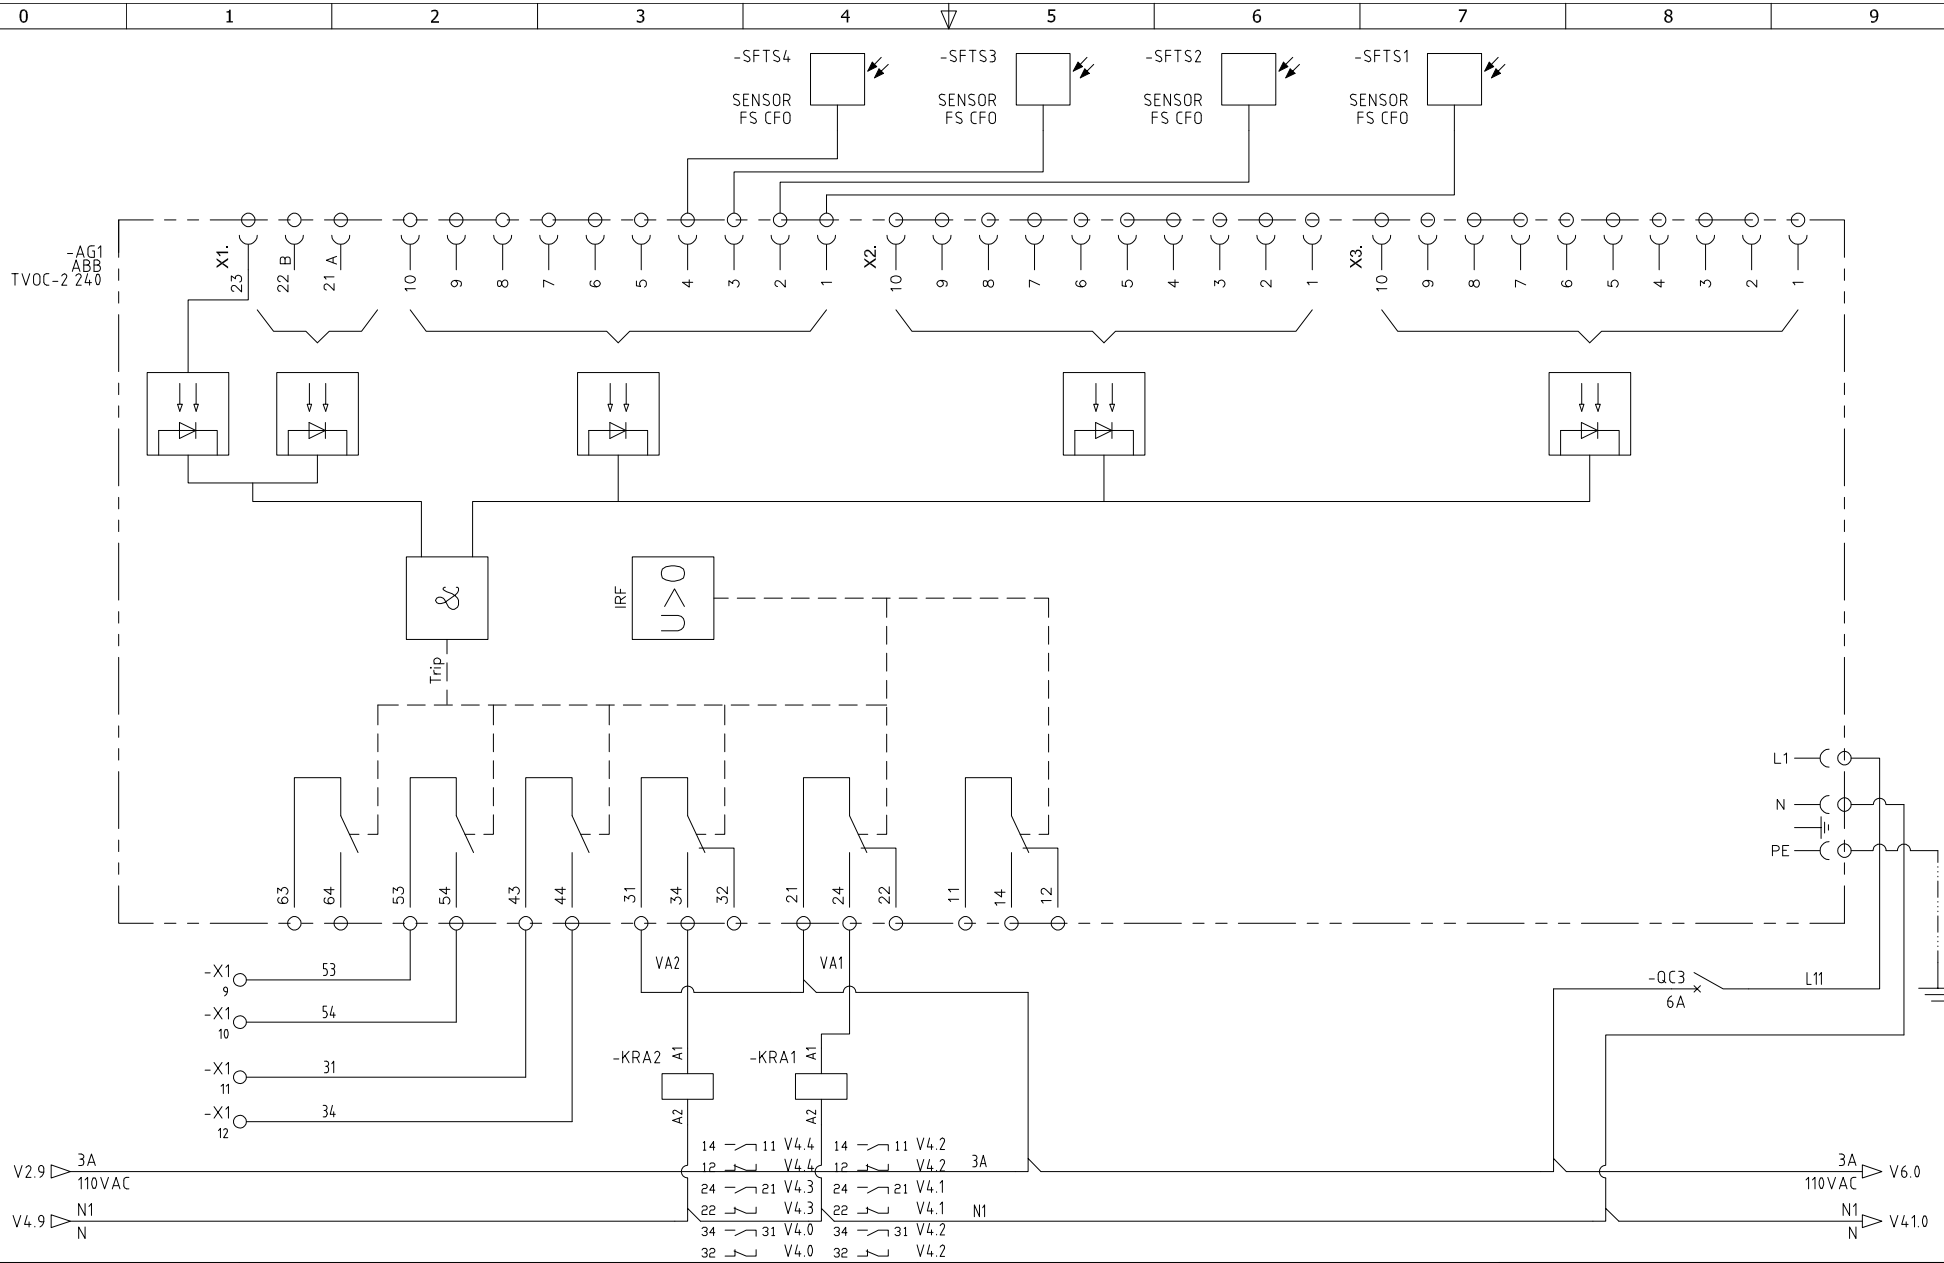 0 1 2 3 4 5 6 7 8 9
-SFTS4 -SFTS3 -SFTS2 -SFTS1
SENSOR SENSOR SENSOR SENSOR
FS CFO FS CFO FS CFO FS CFO
-AG1
ABB
TVOC-2 240
X1. X2. X3.
23 22 B 21 A 10 9 8 7 6 5 4 3 2 1 10 9 8 7 6 5 4 3 2 1 10 9 8 7 6 5 4 3 2 1
&
IRF
U>0
Trip
L1
N
PE
63 64 53 54 43 44 31 34 32 21 24 22 11 14 12
VA2 VA1
-X1 53
9
-X1 54
10
-X1 31
11
-X1 34
12
-QC3 L11
6A
-KRA2 A1 -KRA1 A1
A2 A2
14 11 V4.4 14 11 V4.2
12 V4.4 12 V4.2
24 21 V4.3 24 21 V4.1
22 V4.3 22 V4.1
34 31 V4.0 34 31 V4.2
32 V4.0 32 V4.2
V2.9 3A 3A 3A V6.0
110VAC 110VAC
V4.9 N1 N1 N1 V41.0
N N